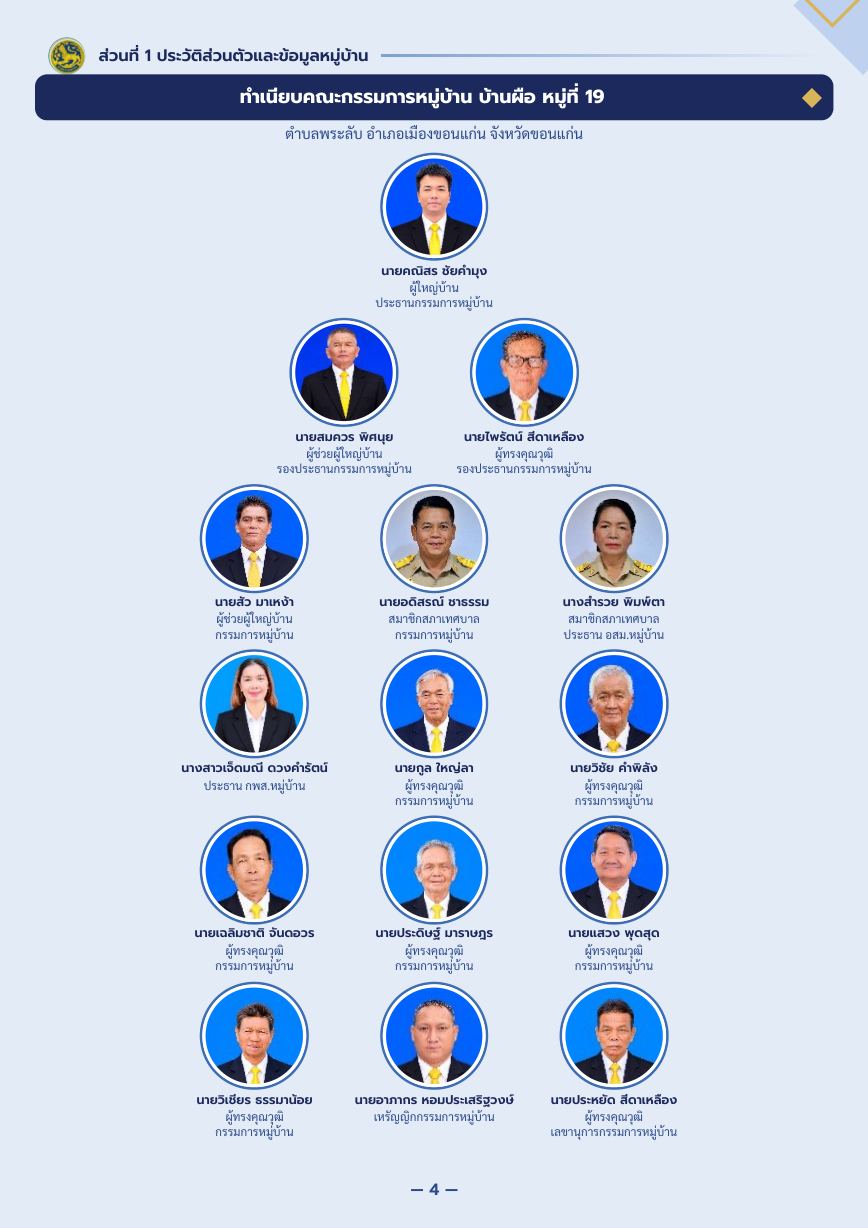 ส่วนที่ 1 ประวัติส่วนตัวและข้อมูลหมู่บ้าน
ทำเนียบคณะกรรมการหมู่บ้าน บ้านผือ หมู่ที่ 19
ตำบลพระลับ อำเภอเมืองขอนแก่น จังหวัดขอนแก่น
นายคณิสร ชัยคำมุง
ผู้ใหญ่บ้าน
ประธานกรรมการหมู่บ้าน
นายสมควร พิศนุย
ผู้ช่วยผู้ใหญ่บ้าน
รองประธานกรรมการหมู่บ้าน
นายไพรัตน์ สีดาเหลือง
ผู้ทรงคุณวุฒิ
รองประธานกรรมการหมู่บ้าน
นายสัว มาเหง้า
ผู้ช่วยผู้ใหญ่บ้าน
กรรมการหมู่บ้าน
นายอดิสรณ์ ชาธรรม
สมาชิกสภาเทศบาล
กรรมการหมู่บ้าน
นางสำรวย พิมพ์ตา
สมาชิกสภาเทศบาล
ประธาน อสม.หมู่บ้าน
นางสาวเจ็ดมณี ดวงคำรัตน์
ประธาน กพส.หมู่บ้าน
นายกูล ใหญ่ลา
ผู้ทรงคุณวุฒิ
กรรมการหมู่บ้าน
นายวิชัย คำพิลัง
ผู้ทรงคุณวุฒิ
กรรมการหมู่บ้าน
นายเฉลิมชาติ จันดอวร
ผู้ทรงคุณวุฒิ
กรรมการหมู่บ้าน
นายประดิษฐ์ มาราษฎร
ผู้ทรงคุณวุฒิ
กรรมการหมู่บ้าน
นายแสวง พุดสุด
ผู้ทรงคุณวุฒิ
กรรมการหมู่บ้าน
นายวิเชียร ธรรมาน้อย
ผู้ทรงคุณวุฒิ
กรรมการหมู่บ้าน
นายอาภากร หอมประเสริฐวงษ์
เหรัญญิกกรรมการหมู่บ้าน
นายประหยัด สีดาเหลือง
ผู้ทรงคุณวุฒิ
เลขานุการกรรมการหมู่บ้าน
— 4 —